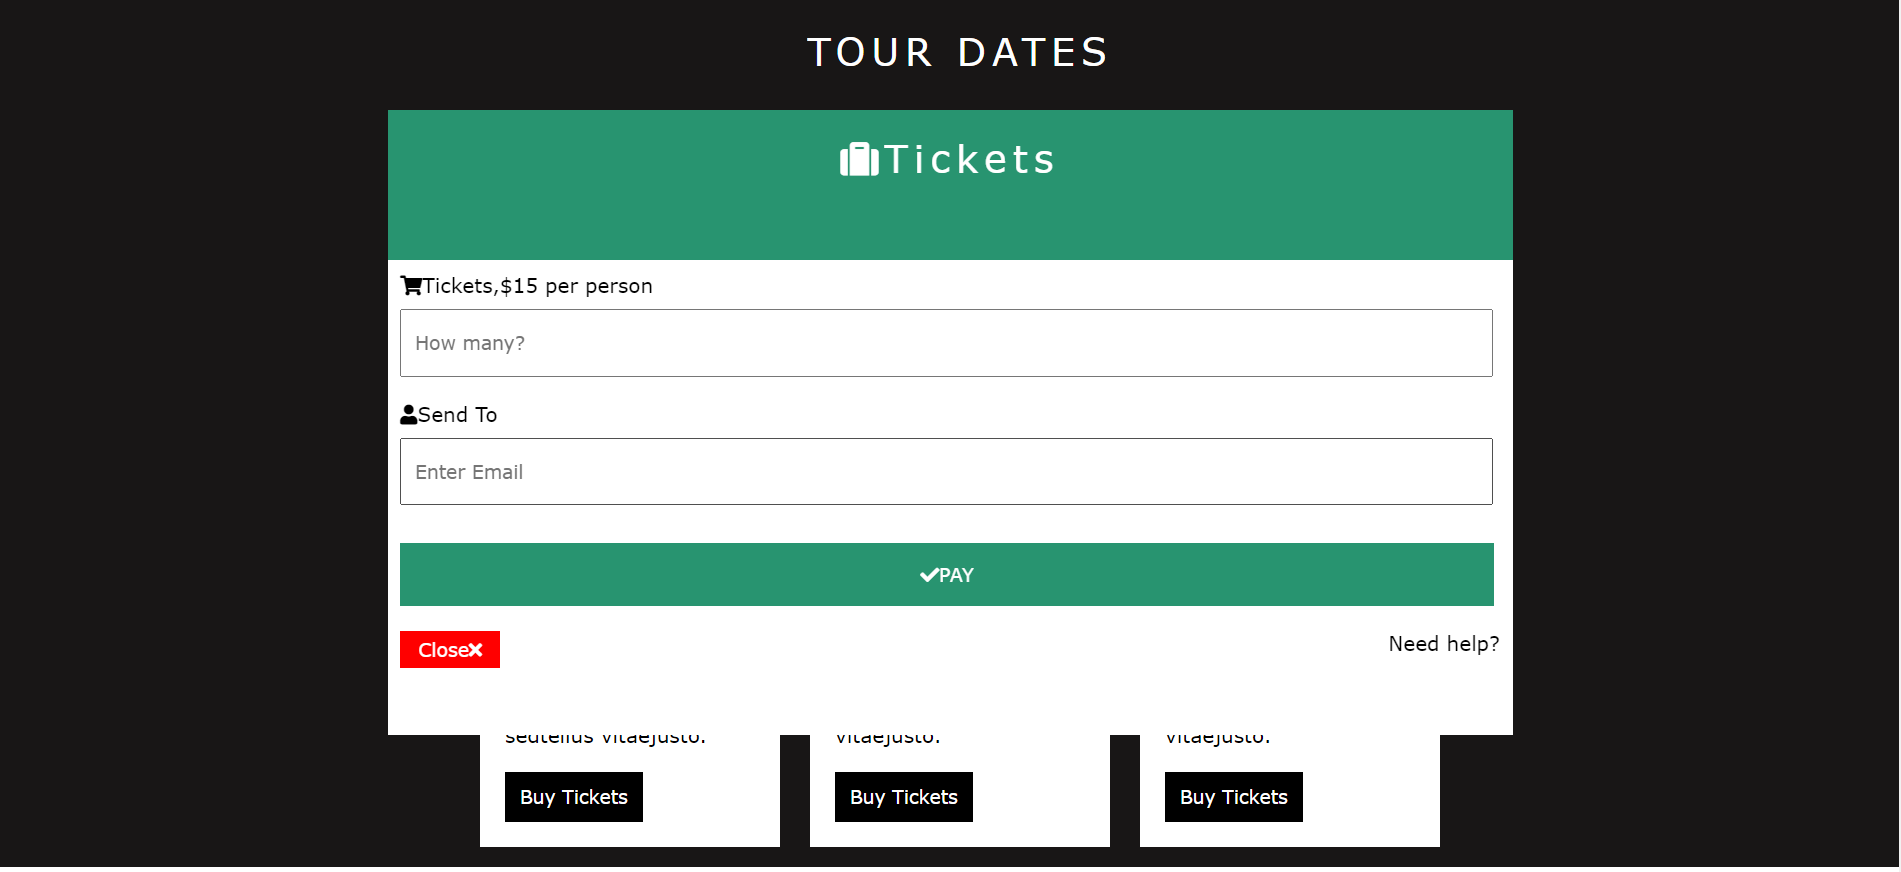 TOUR DATES
Tickets
Tickets,$15 per person
How many?
Send To
Enter Email
PAY
Close
Need help?
sedtellus vitaejusto.
vitaejusto.
vitaejusto.
Buy Tickets
Buy Tickets
Buy Tickets